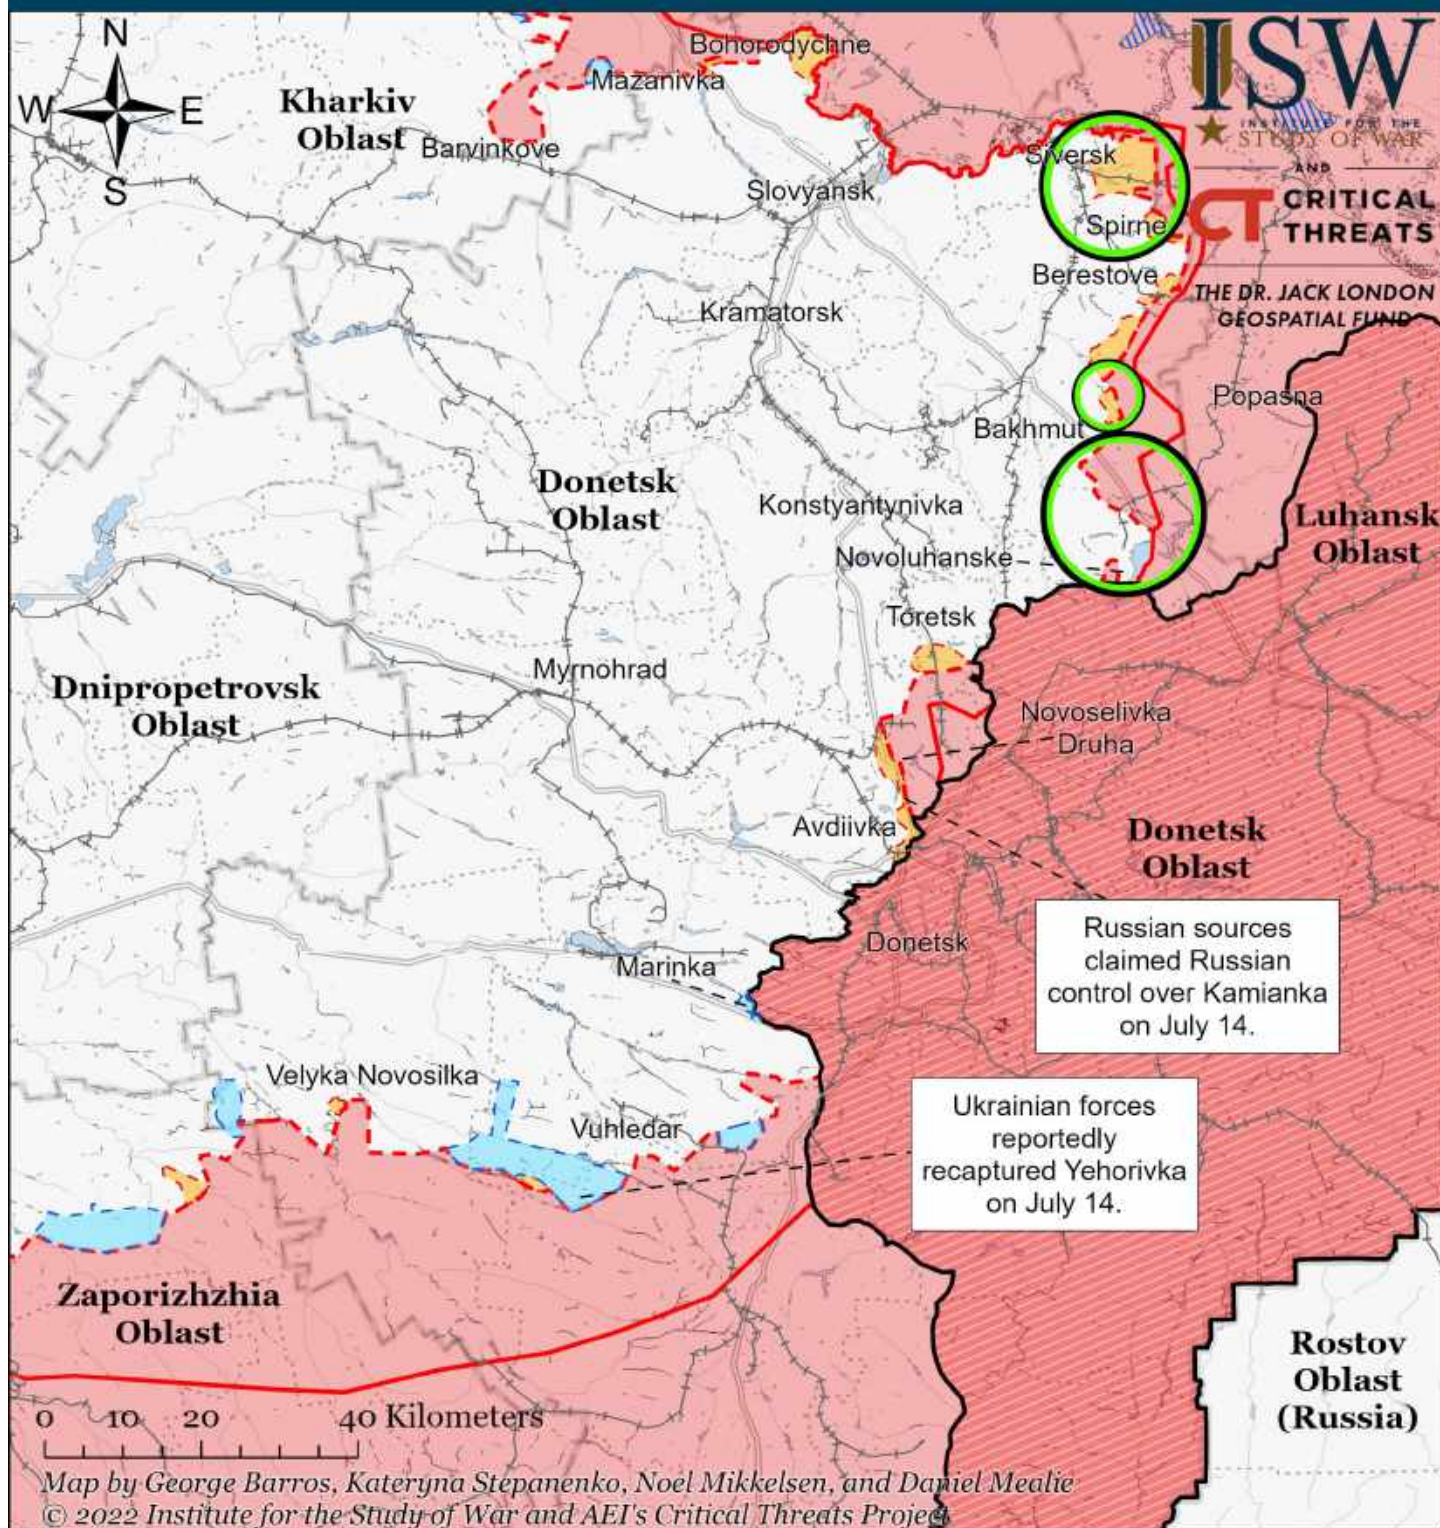 N
W
E
S
ISW
INSTITUTE FOR THE
STUDY OF WAR
AND
CT CRITICAL
THREATS
THE DR. JACK LONDON
GEOSPATIAL FUND
Bohorodychne
Mazanivka
Kharkiv
Oblast
Barvinkove
Siversk
Slovyansk
Spirne
Berestove
Kramatorsk
Popasna
Bakhmut
Donetsk
Oblast
Konstyantynivka
Luhansk
Oblast
Novoluhanske
Toretsk
Myrnohrad
Dnipropetrovsk
Oblast
Novoselivka
Druha
Avdiivka
Donetsk
Oblast
Donetsk
Russian sources
claimed Russian
control over Kamianka
on July 14.
Marinka
Velyka Novosilka
Vuhledar
Ukrainian forces
reportedly
recaptured Yehorivka
on July 14.
Zaporizhzhia
Oblast
Rostov
Oblast
(Russia)
0 10 20 40 Kilometers
Map by George Barros, Kateryna Stepanenko, Noel Mikkelsen, and Daniel Mealie
© 2022 Institute for the Study of War and AEI's Critical Threats Project